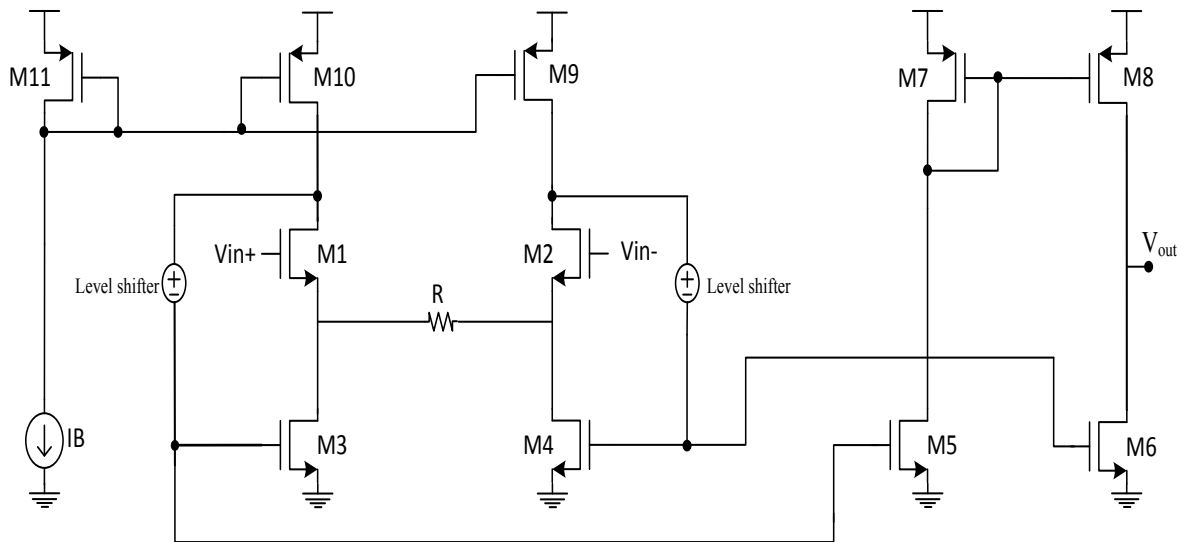 M11
M10
M9
M7
M8
Vin+
M1
M2
Vin-
Vout
Level shifter
+
−
R
+
−
Level shifter
IB
M3
M4
M5
M6